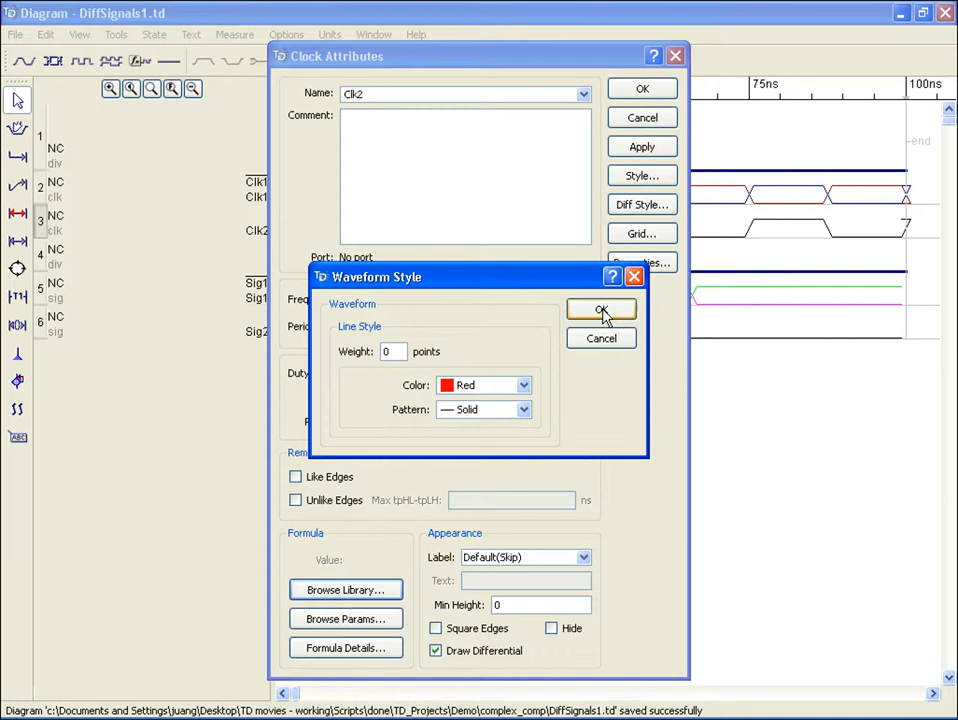 Diagram - DiffSignals1.td
File Edit View Tools State Text Measure Options Units Window Help
Clock Attributes
Name: Clk2
Comment:
OK
Cancel
Apply
Style...
Diff Style...
Grid...
Port: No port
Waveform Style
Waveform
OK
Line Style
Cancel
Weight: 0 points
Color: Red
Pattern: Solid
Like Edges
Unlike Edges Max tpHL-tpLH: ns
Formula
Value:
Browse Library...
Browse Params...
Formula Details...
Appearance
Label: Default(Skip)
Text:
Min Height: 0
Square Edges Hide
Draw Differential
75ns 100ns
end
1 NC
div
2 NC Clk1
clk Clk1
3 NC
clk Clk2
4 NC
div
5 NC Sig1
sig Sig1
6 NC
sig Sig2
ABC
Diagram 'c:\Documents and Settings\juang\Desktop\TD movies - working\Scripts\done\TD_Projects\Demo\complex_comp\DiffSignals1.td' saved successfully